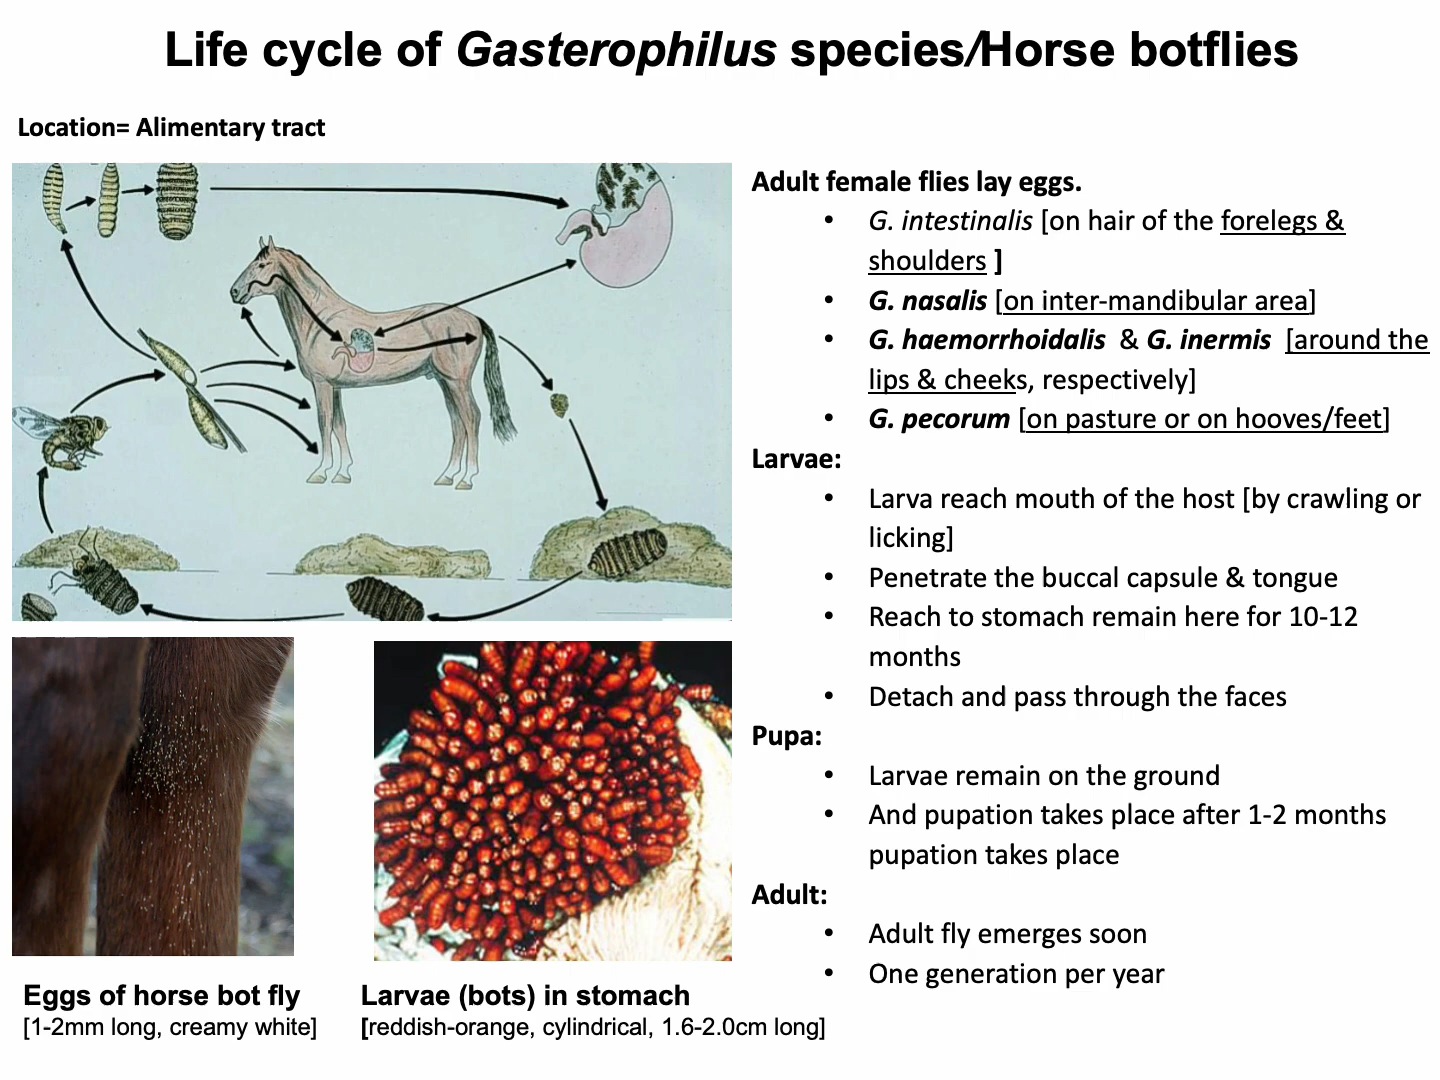 Life cycle of Gasterophilus species/Horse botflies
Location= Alimentary tract
Adult female flies lay eggs.
• G. intestinalis [on hair of the forelegs &
shoulders ]
• G. nasalis [on inter-mandibular area]
• G. haemorrhoidalis & G. inermis [around the
lips & cheeks, respectively]
• G. pecorum [on pasture or on hooves/feet]
Larvae:
• Larva reach mouth of the host [by crawling or
licking]
• Penetrate the buccal capsule & tongue
• Reach to stomach remain here for 10-12
months
• Detach and pass through the faces
Pupa:
• Larvae remain on the ground
• And pupation takes place after 1-2 months
pupation takes place
Adult:
• Adult fly emerges soon
• One generation per year
Eggs of horse bot fly
[1-2mm long, creamy white]
Larvae (bots) in stomach
[reddish-orange, cylindrical, 1.6-2.0cm long]